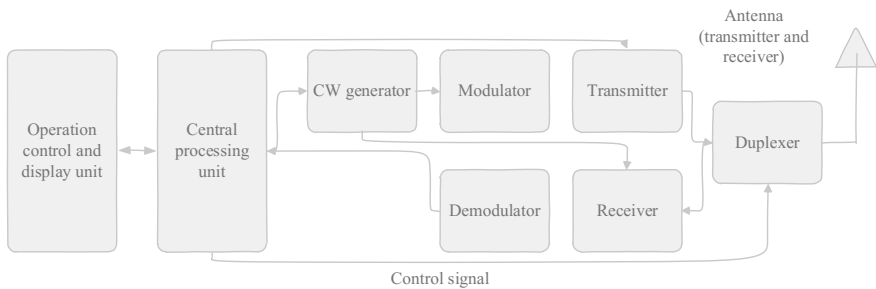 Antenna
(transmitter and
receiver)
Operation
control and
display unit
Central
processing
unit
CW generator
Modulator
Transmitter
Duplexer
Demodulator
Receiver
Control signal